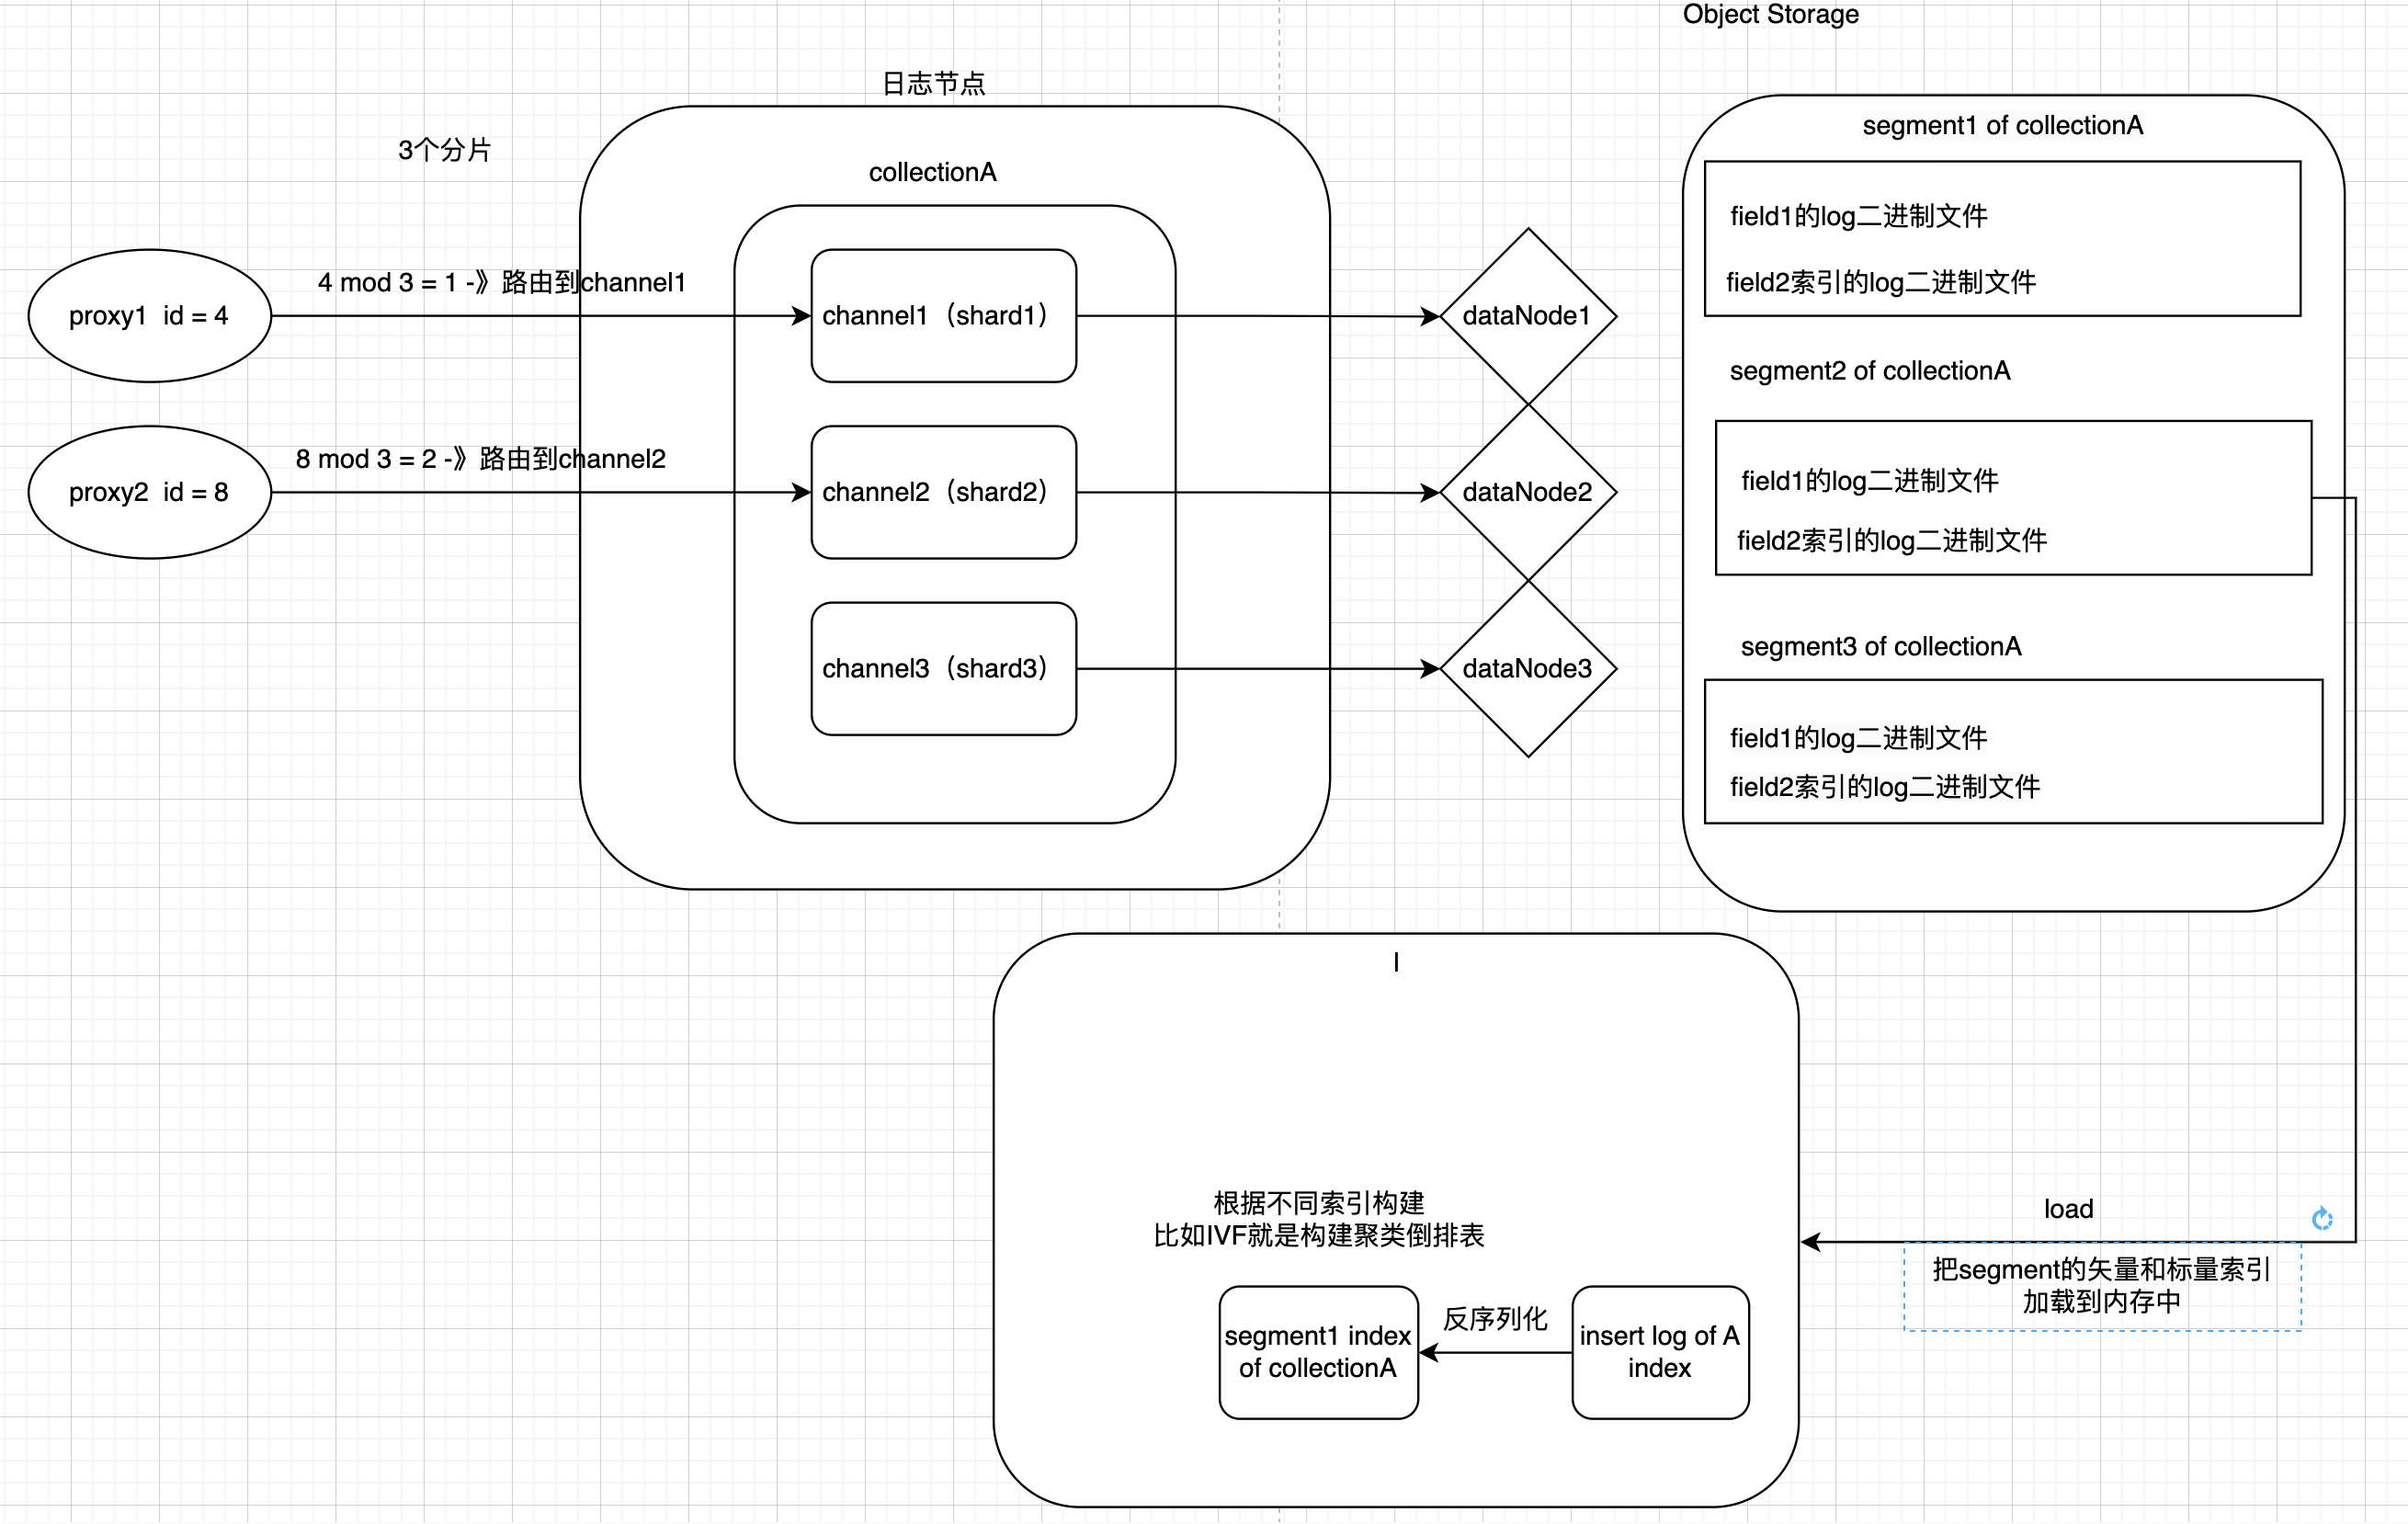 Object Storage
日志节点
3个分片
collectionA
proxy1  id = 4
4 mod 3 = 1 -》路由到channel1
channel1（shard1）
dataNode1
proxy2  id = 8
8 mod 3 = 2 -》路由到channel2
channel2（shard2）
dataNode2
channel3（shard3）
dataNode3
segment1 of collectionA
field1的log二进制文件
field2索引的log二进制文件
segment2 of collectionA
field1的log二进制文件
field2索引的log二进制文件
segment3 of collectionA
field1的log二进制文件
field2索引的log二进制文件
I
根据不同索引构建
比如IVF就是构建聚类倒排表
segment1 index
of collectionA
反序列化
insert log of A
index
load
把segment的矢量和标量索引
加载到内存中